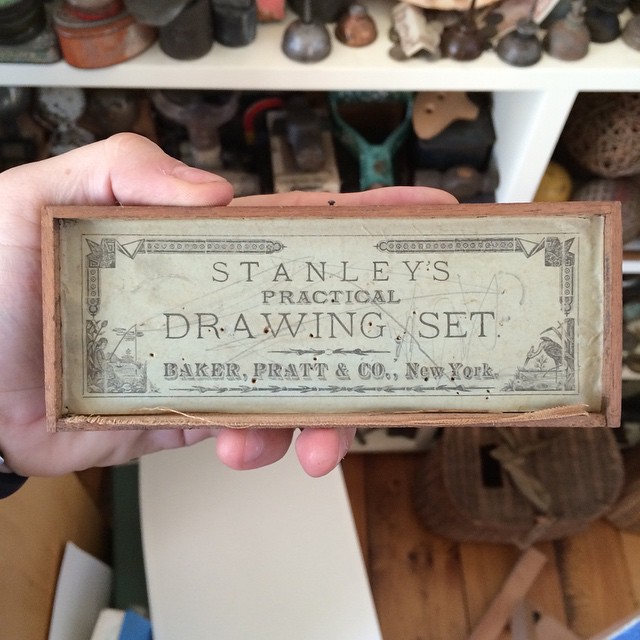 STANLEY'S
PRACTICAL
DRAWING SET
BAKER, PRATT & CO., New York.